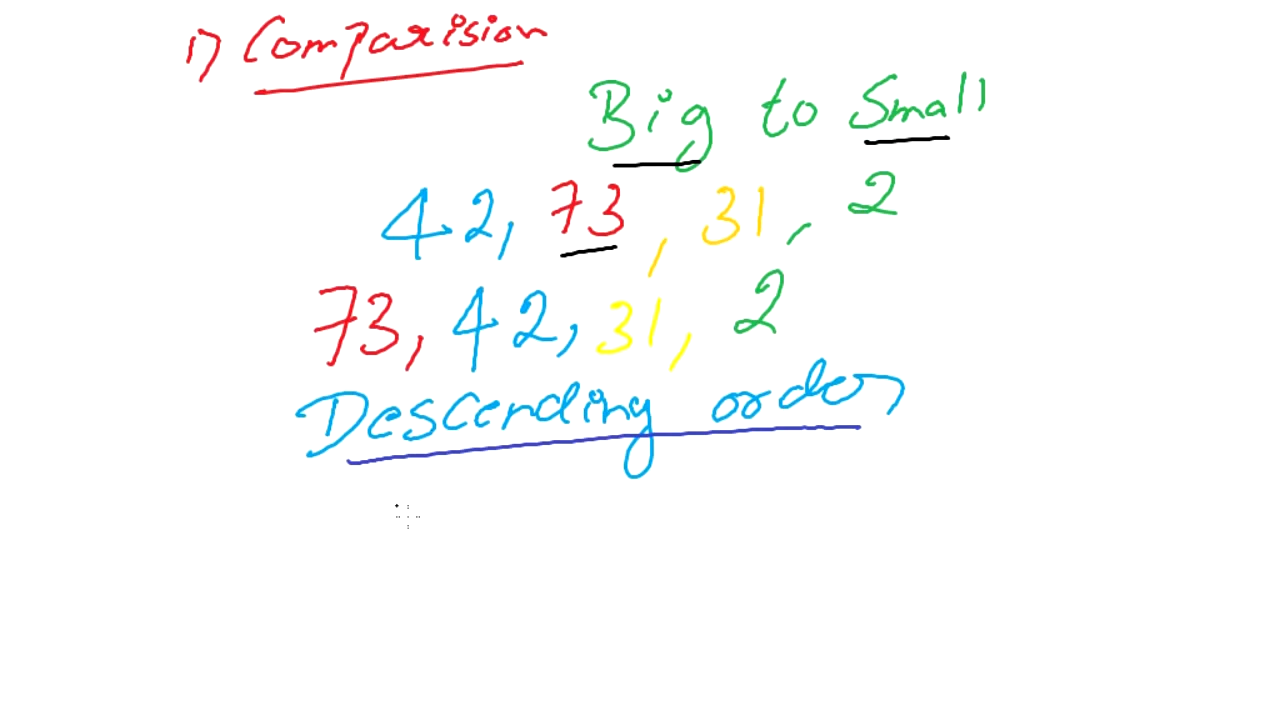 1) Comparision
Big to Small
42, 73, 31, 2
73, 42, 31, 2
Descending order